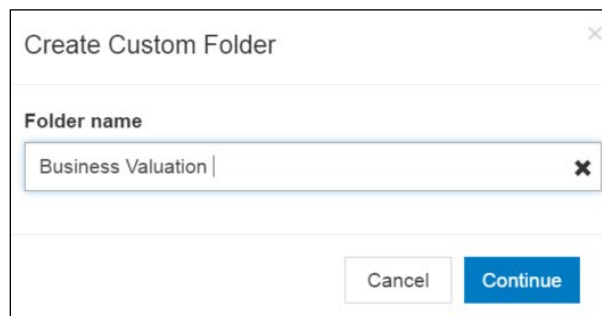 Create Custom Folder
Folder name
Business Valuation
Cancel Continue